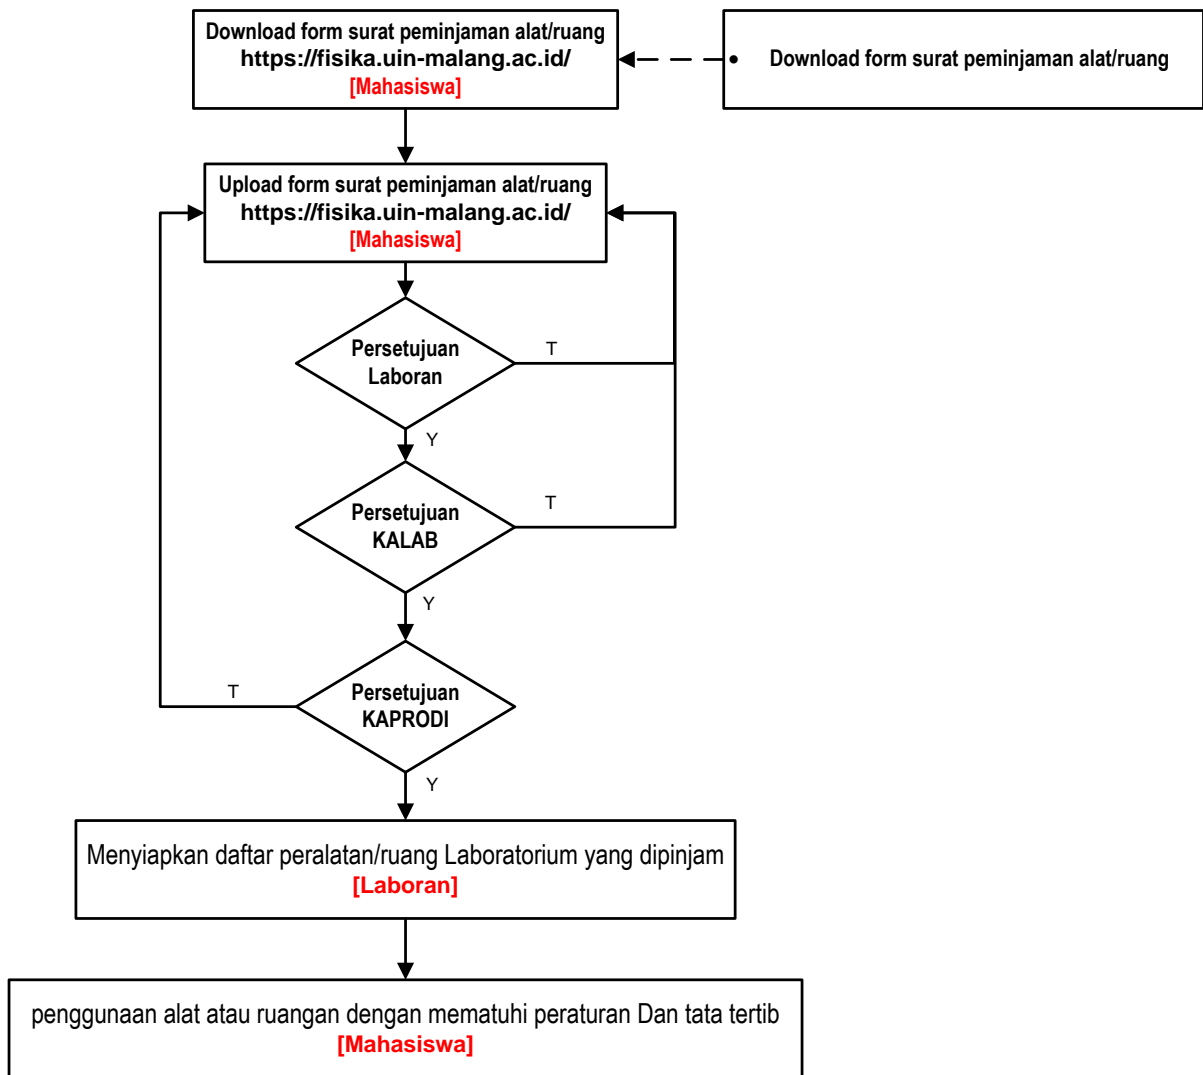 Download form surat peminjaman alat/ruang
https://fisika.uin-malang.ac.id/
[Mahasiswa]
• Download form surat peminjaman alat/ruang
Upload form surat peminjaman alat/ruang
https://fisika.uin-malang.ac.id/
[Mahasiswa]
Persetujuan
Laboran
T
Y
Persetujuan
KALAB
T
Y
Persetujuan
KAPRODI
T
Y
Menyiapkan daftar peralatan/ruang Laboratorium yang dipinjam
[Laboran]
penggunaan alat atau ruangan dengan mematuhi peraturan Dan tata tertib
[Mahasiswa]